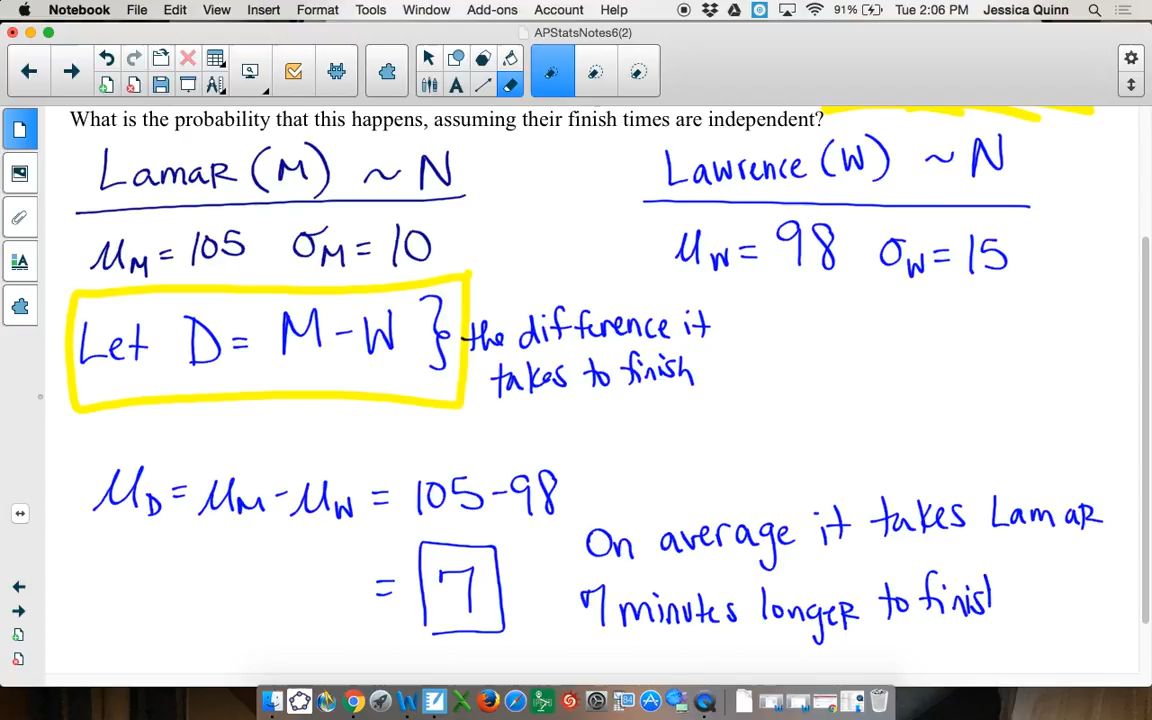 Notebook File Edit View Insert Format Tools Window Add-ons Account Help 91% Tue 2:06 PM Jessica Quinn
APStatsNotes6(2)
What is the probability that this happens, assuming their finish times are independent?
Lamar (M) ~ N
Lawrence (W) ~ N
μM = 105 σM = 10
μW = 98 σW = 15
Let D = M - W } the difference it
takes to finish
μD = μM - μW = 105 - 98
= 7
On average it takes Lamar
7 minutes longer to finish